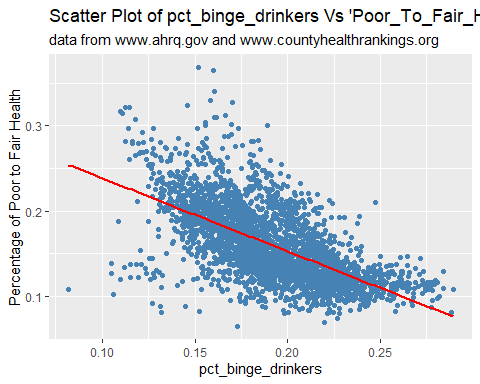 Scatter Plot of pct_binge_drinkers Vs 'Poor_To_Fair_H
data from www.ahrq.gov and www.countyhealthrankings.org
Percentage of Poor to Fair Health
0.3
0.2
0.1
0.10 0.15 0.20 0.25
pct_binge_drinkers